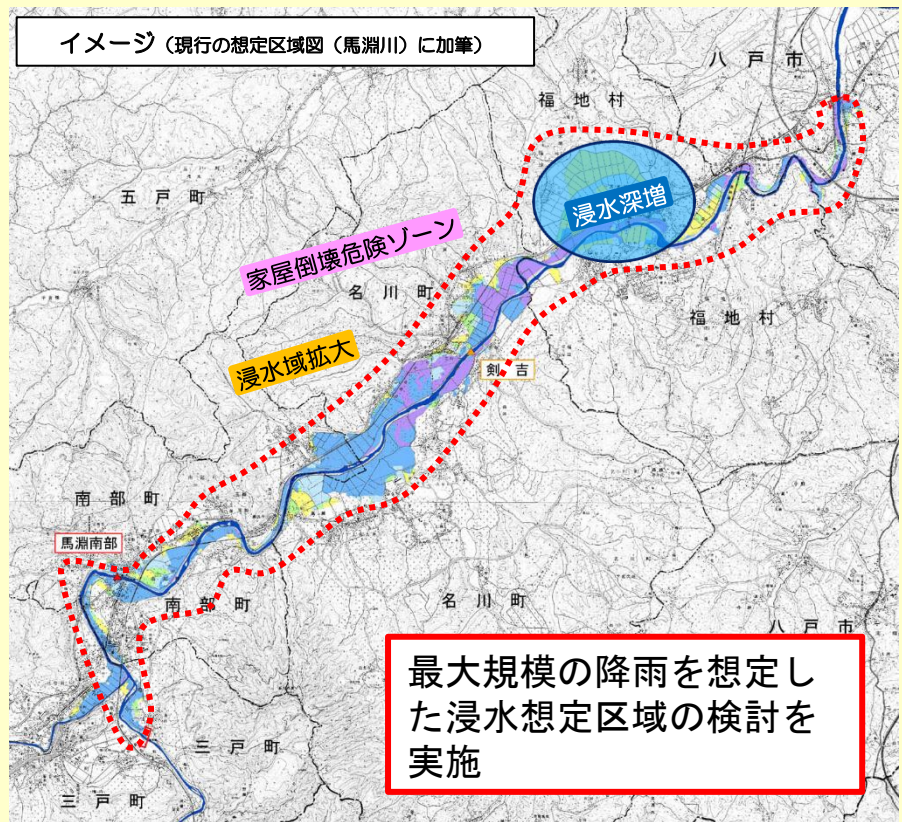 イメージ（現行の想定区域図（馬淵川）に加筆）
八戸市
福地村
五戸町
浸水深増
家屋倒壊危険ゾーン
名川町
福地村
浸水域拡大
剣吉
南部町
馬淵南部
南部町
名川町
八戸市
最大規模の降雨を想定し
た浸水想定区域の検討を
実施
三戸町
三戸町